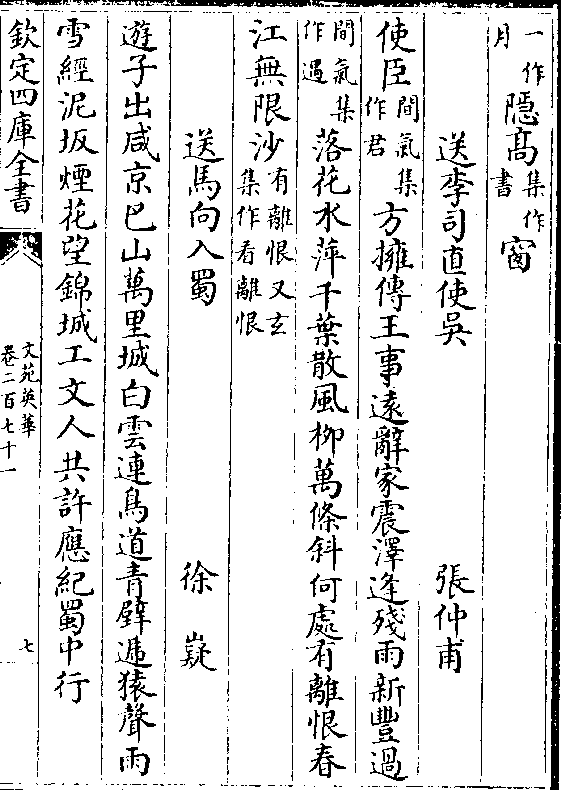 一作月隱高集作書窗
送李司直使吳 張仲甫
使臣間氣集作君方擁傳王事遠辭家震澤逢殘雨新豐過
間氣集作遇落花水萍千葉散風柳萬條斜何處有離恨春
江無限沙有離恨又玄集作看離恨
送馬向入蜀 徐嶷
遊子出咸京巴山萬里城白雲連鳥道青壁遞猿聲雨
雪經泥坂煙花望錦城工文人共許應紀蜀中行
欽定四庫全書
文苑英華
卷二百七十一
七